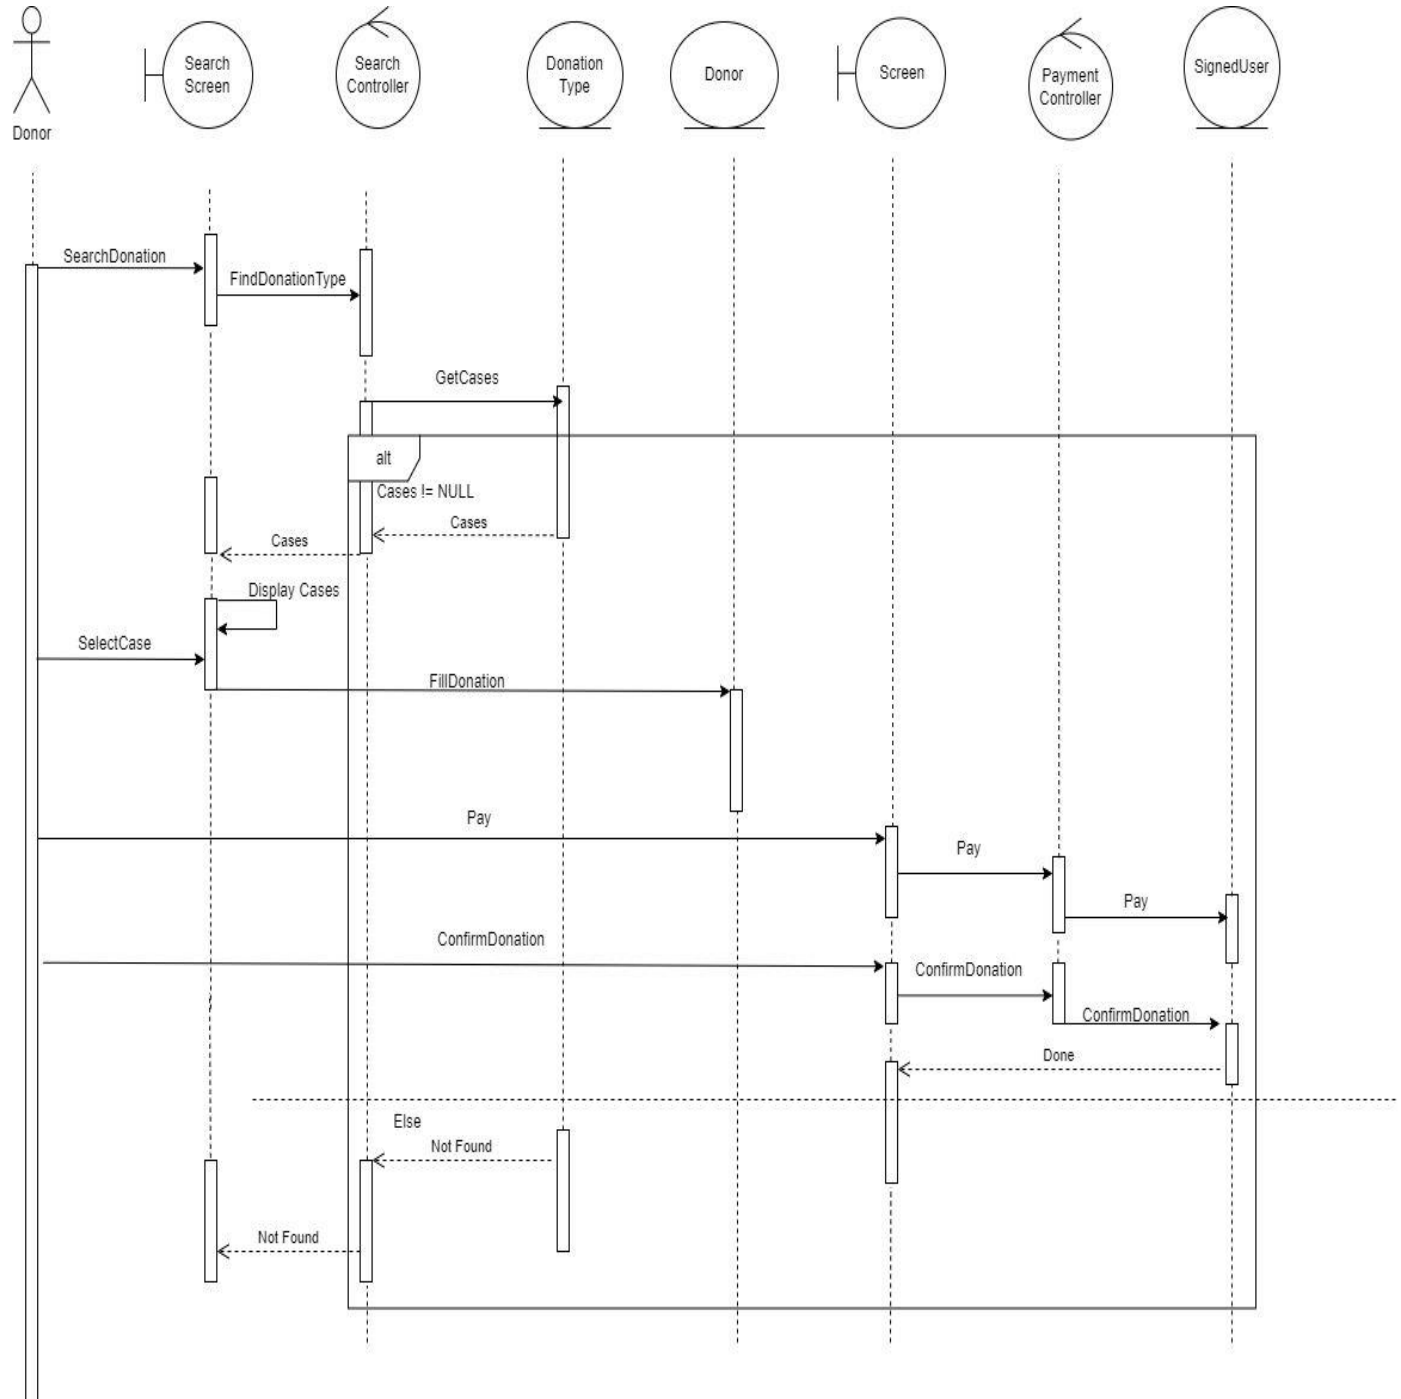 Donor
Search
Screen
Search
Controller
Donation
Type
Donor
Screen
Payment
Controller
SignedUser
SearchDonation
FindDonationType
GetCases
alt
Cases != NULL
Cases
Cases
Display Cases
SelectCase
FillDonation
Pay
Pay
Pay
ConfirmDonation
ConfirmDonation
ConfirmDonation
Done
Else
Not Found
Not Found